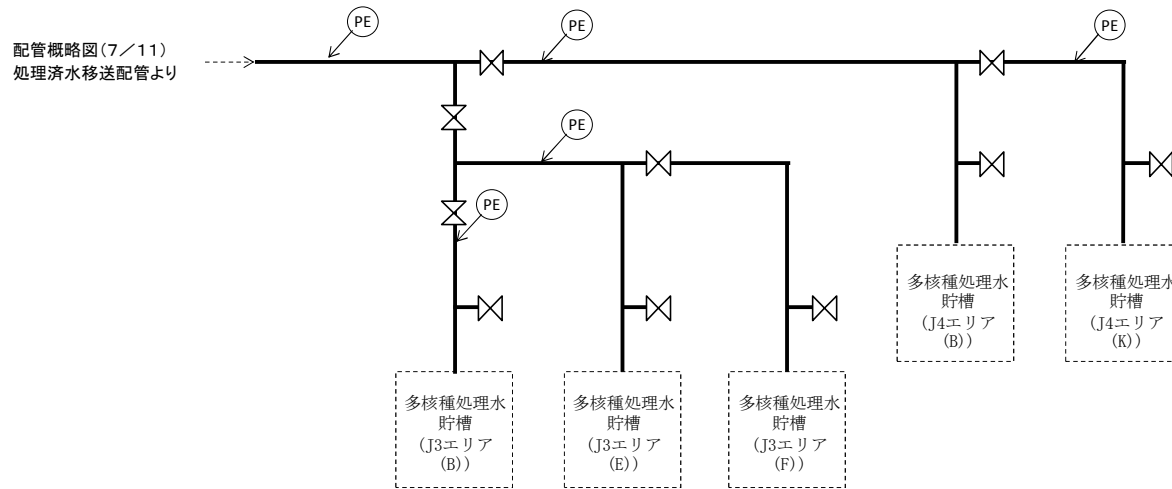 PE
PE
PE
配管概略図(7／11)
処理済水移送配管より
PE
PE
多核種処理水
貯槽
(J4エリア
(B))
多核種処理水
貯槽
(J4エリア
(K))
多核種処理水
貯槽
(J3エリア
(B))
多核種処理水
貯槽
(J3エリア
(E))
多核種処理水
貯槽
(J3エリア
(F))